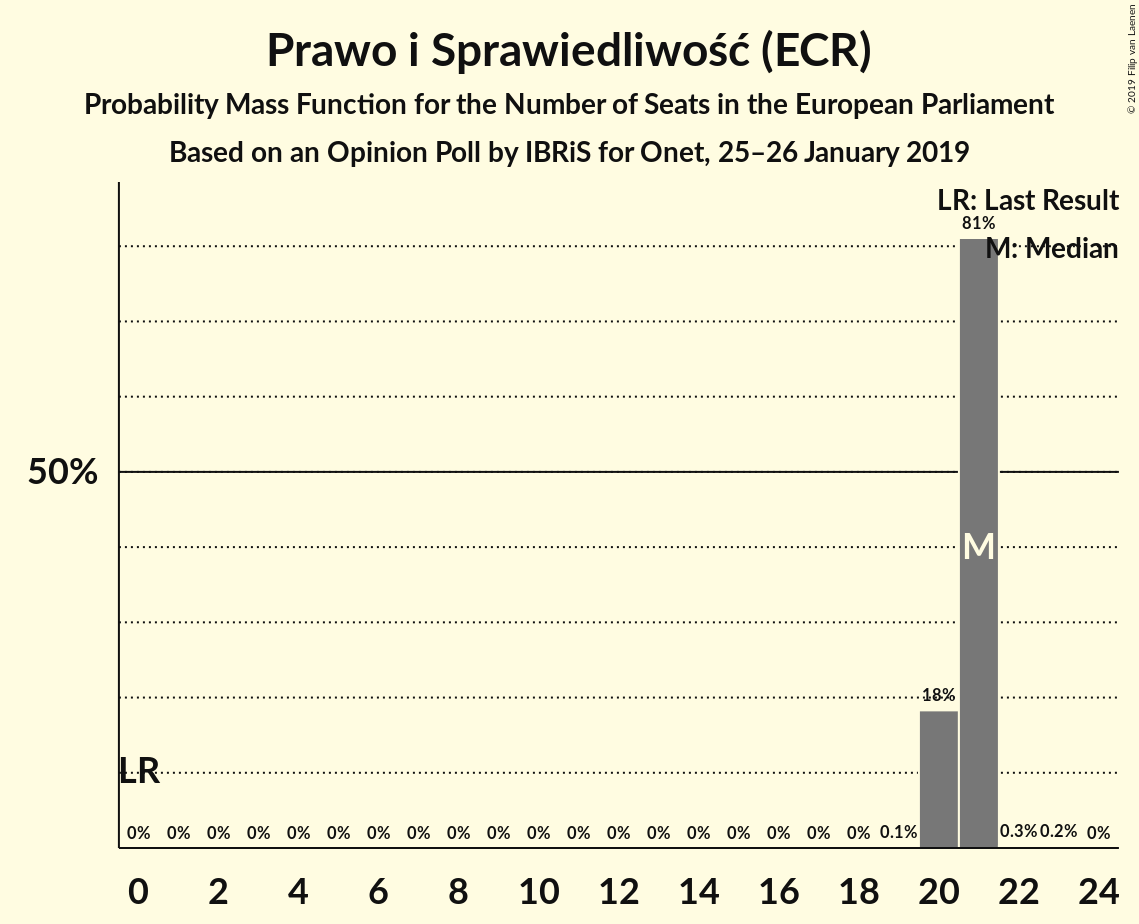 Prawo i Sprawiedliwość (ECR)
Probability Mass Function for the Number of Seats in the European Parliament
Based on an Opinion Poll by IBRiS for Onet, 25–26 January 2019
© 2019 Filip van Laenen
LR: Last Result
81%
M: Median
50%
M
18%
LR
0% 0% 0% 0% 0% 0% 0% 0% 0% 0% 0% 0% 0% 0% 0% 0% 0% 0% 0% 0.1% 0.3% 0.2% 0%
0 2 4 6 8 10 12 14 16 18 20 22 24